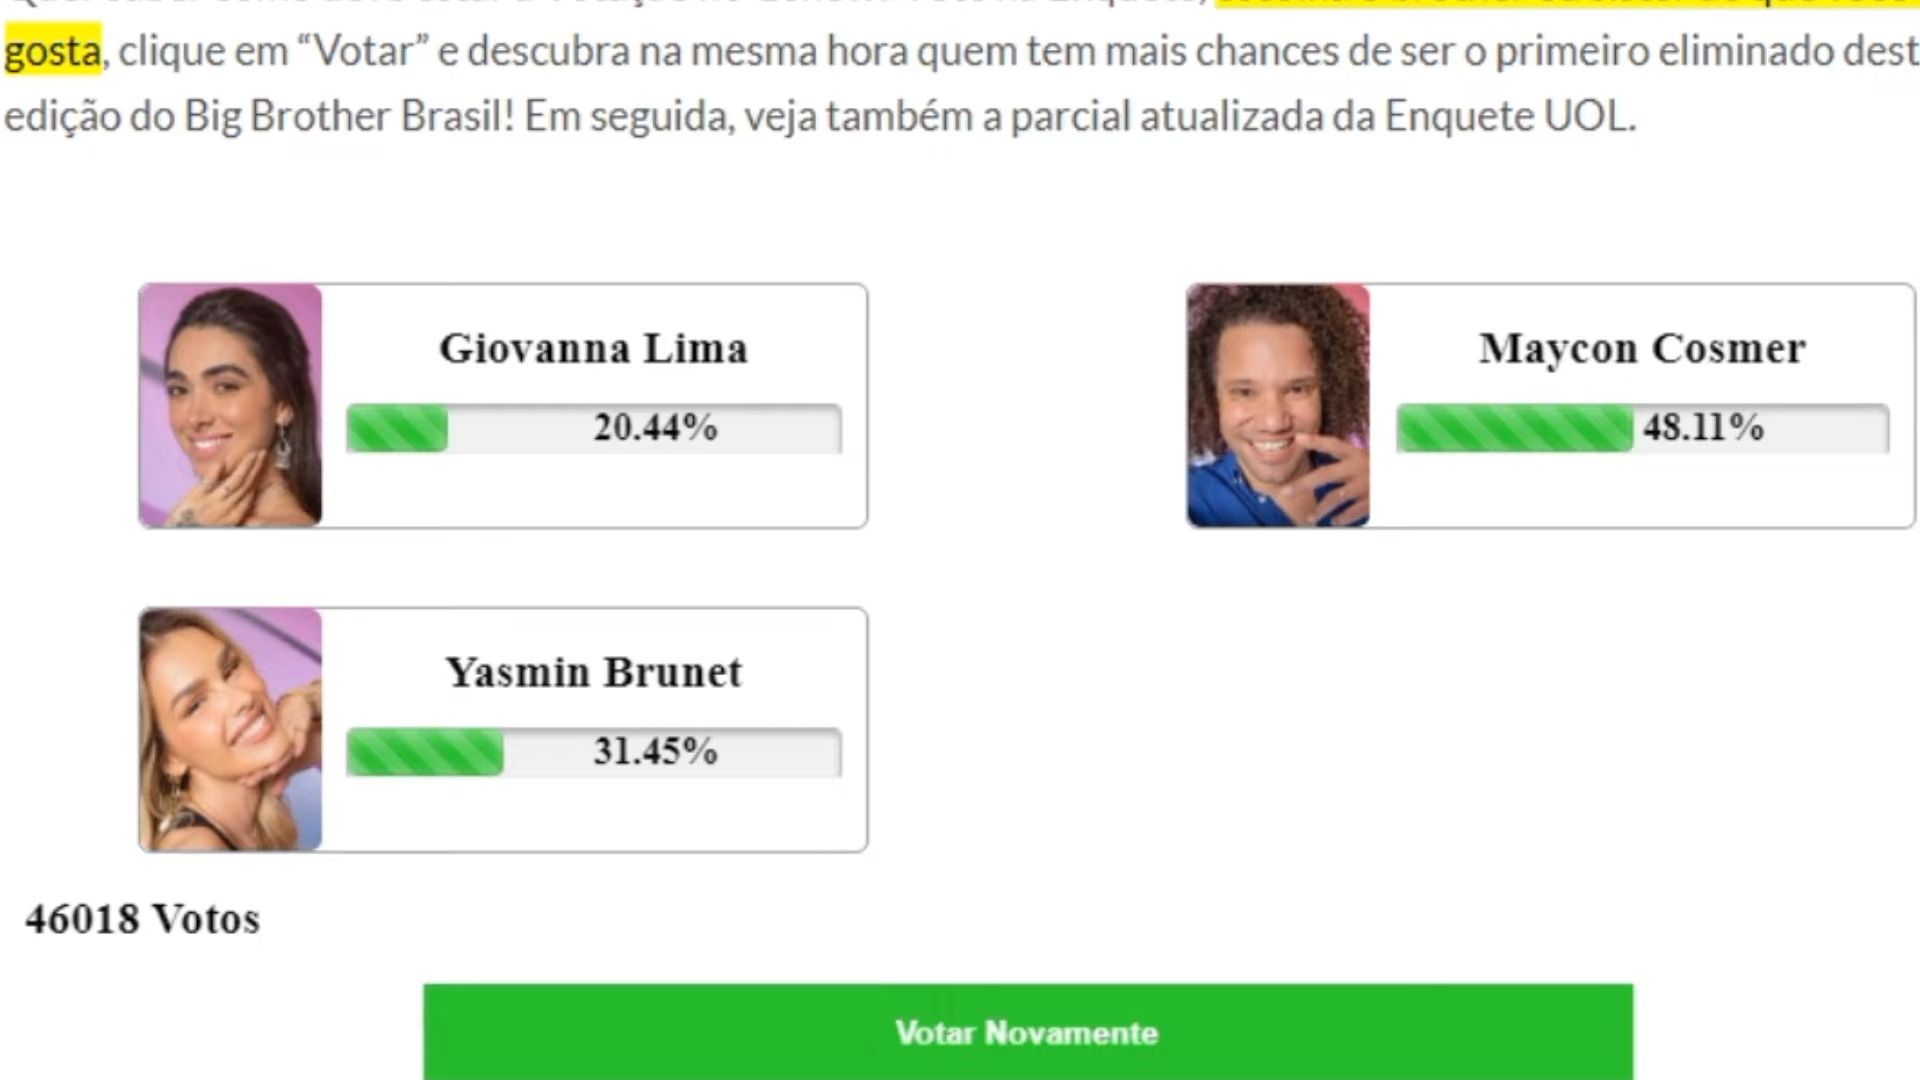 gosta, clique em “Votar” e descubra na mesma hora quem tem mais chances de ser o primeiro eliminado dest
edição do Big Brother Brasil! Em seguida, veja também a parcial atualizada da Enquete UOL.
Giovanna Lima
20.44%
Maycon Cosmer
48.11%
Yasmin Brunet
31.45%
46018 Votos
Votar Novamente